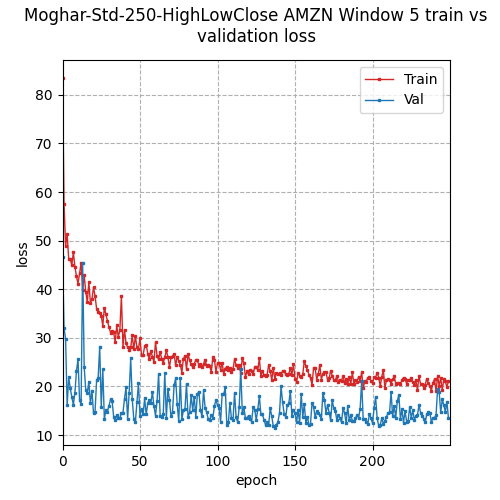 Moghar-Std-250-HighLowClose AMZN Window 5 train vs
validation loss
Train
Val
80
70
60
50
40
30
20
10
loss
0
50
100
150
200
epoch